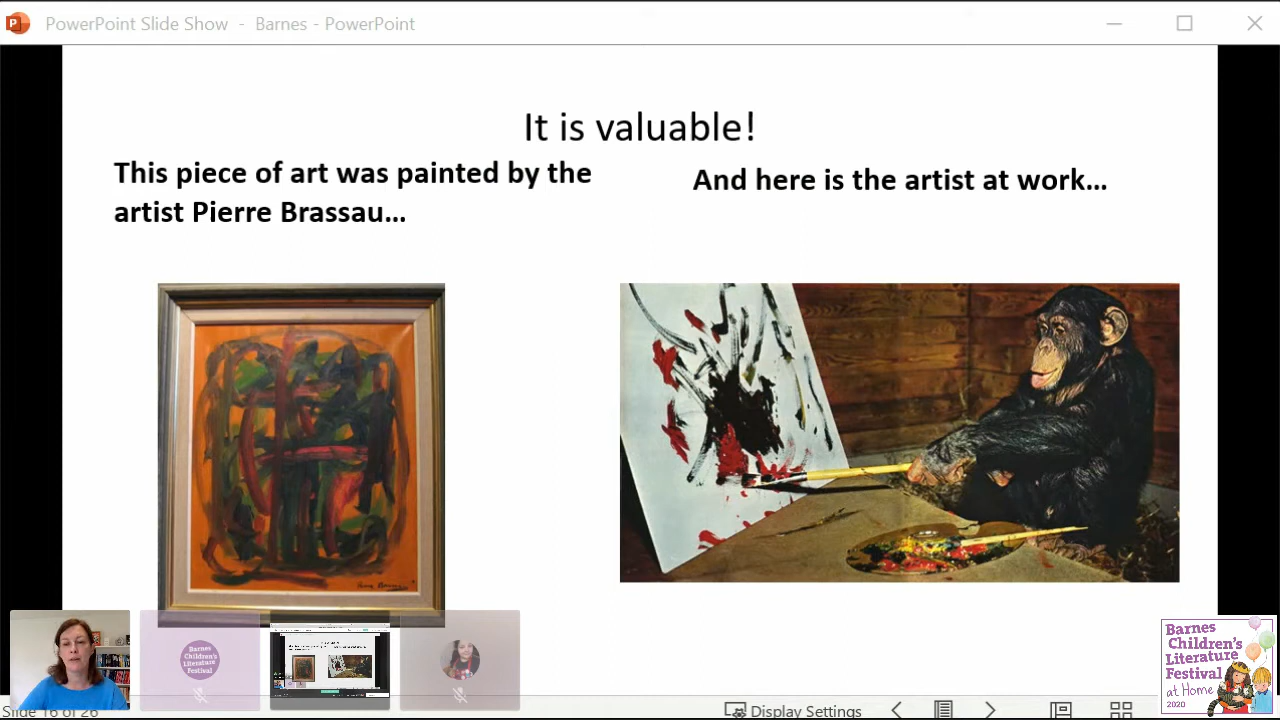 PowerPoint Slide Show - Barnes - PowerPoint
It is valuable!
This piece of art was painted by the
artist Pierre Brassau...
And here is the artist at work...
Barnes
Children's
Literature
Festival
Slide 16 of 26
Display Settings
Barnes
Children's
Literature
Festival
at Home
2020